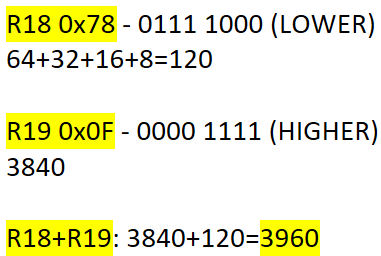 R18 0x78 - 0111 1000 (LOWER)
64+32+16+8=120
R19 0x0F - 0000 1111 (HIGHER)
3840
R18+R19: 3840+120=3960